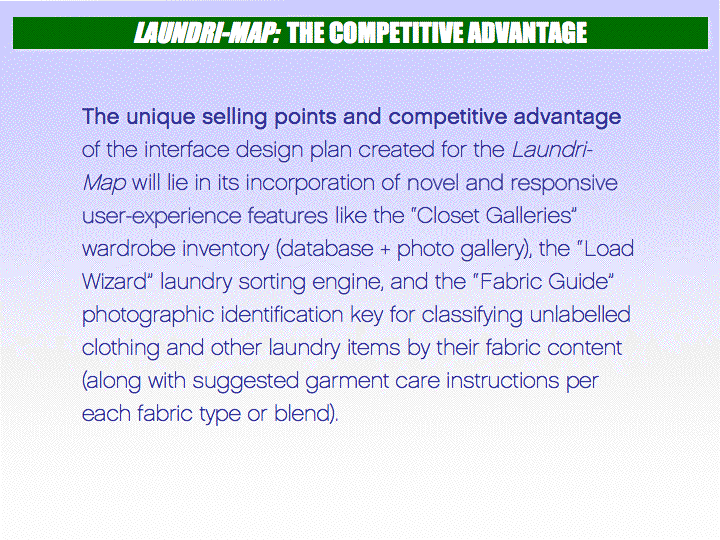 LAUNDRI-MAP: THE COMPETITIVE ADVANTAGE
The unique selling points and competitive advantage
of the interface design plan created for the Laundri-
Map will lie in its incorporation of novel and responsive
user-experience features like the “Closet Galleries”
wardrobe inventory (database + photo gallery), the “Load
Wizard” laundry sorting engine, and the “Fabric Guide”
photographic identification key for classifying unlabelled
clothing and other laundry items by their fabric content
(along with suggested garment care instructions per
each fabric type or blend).